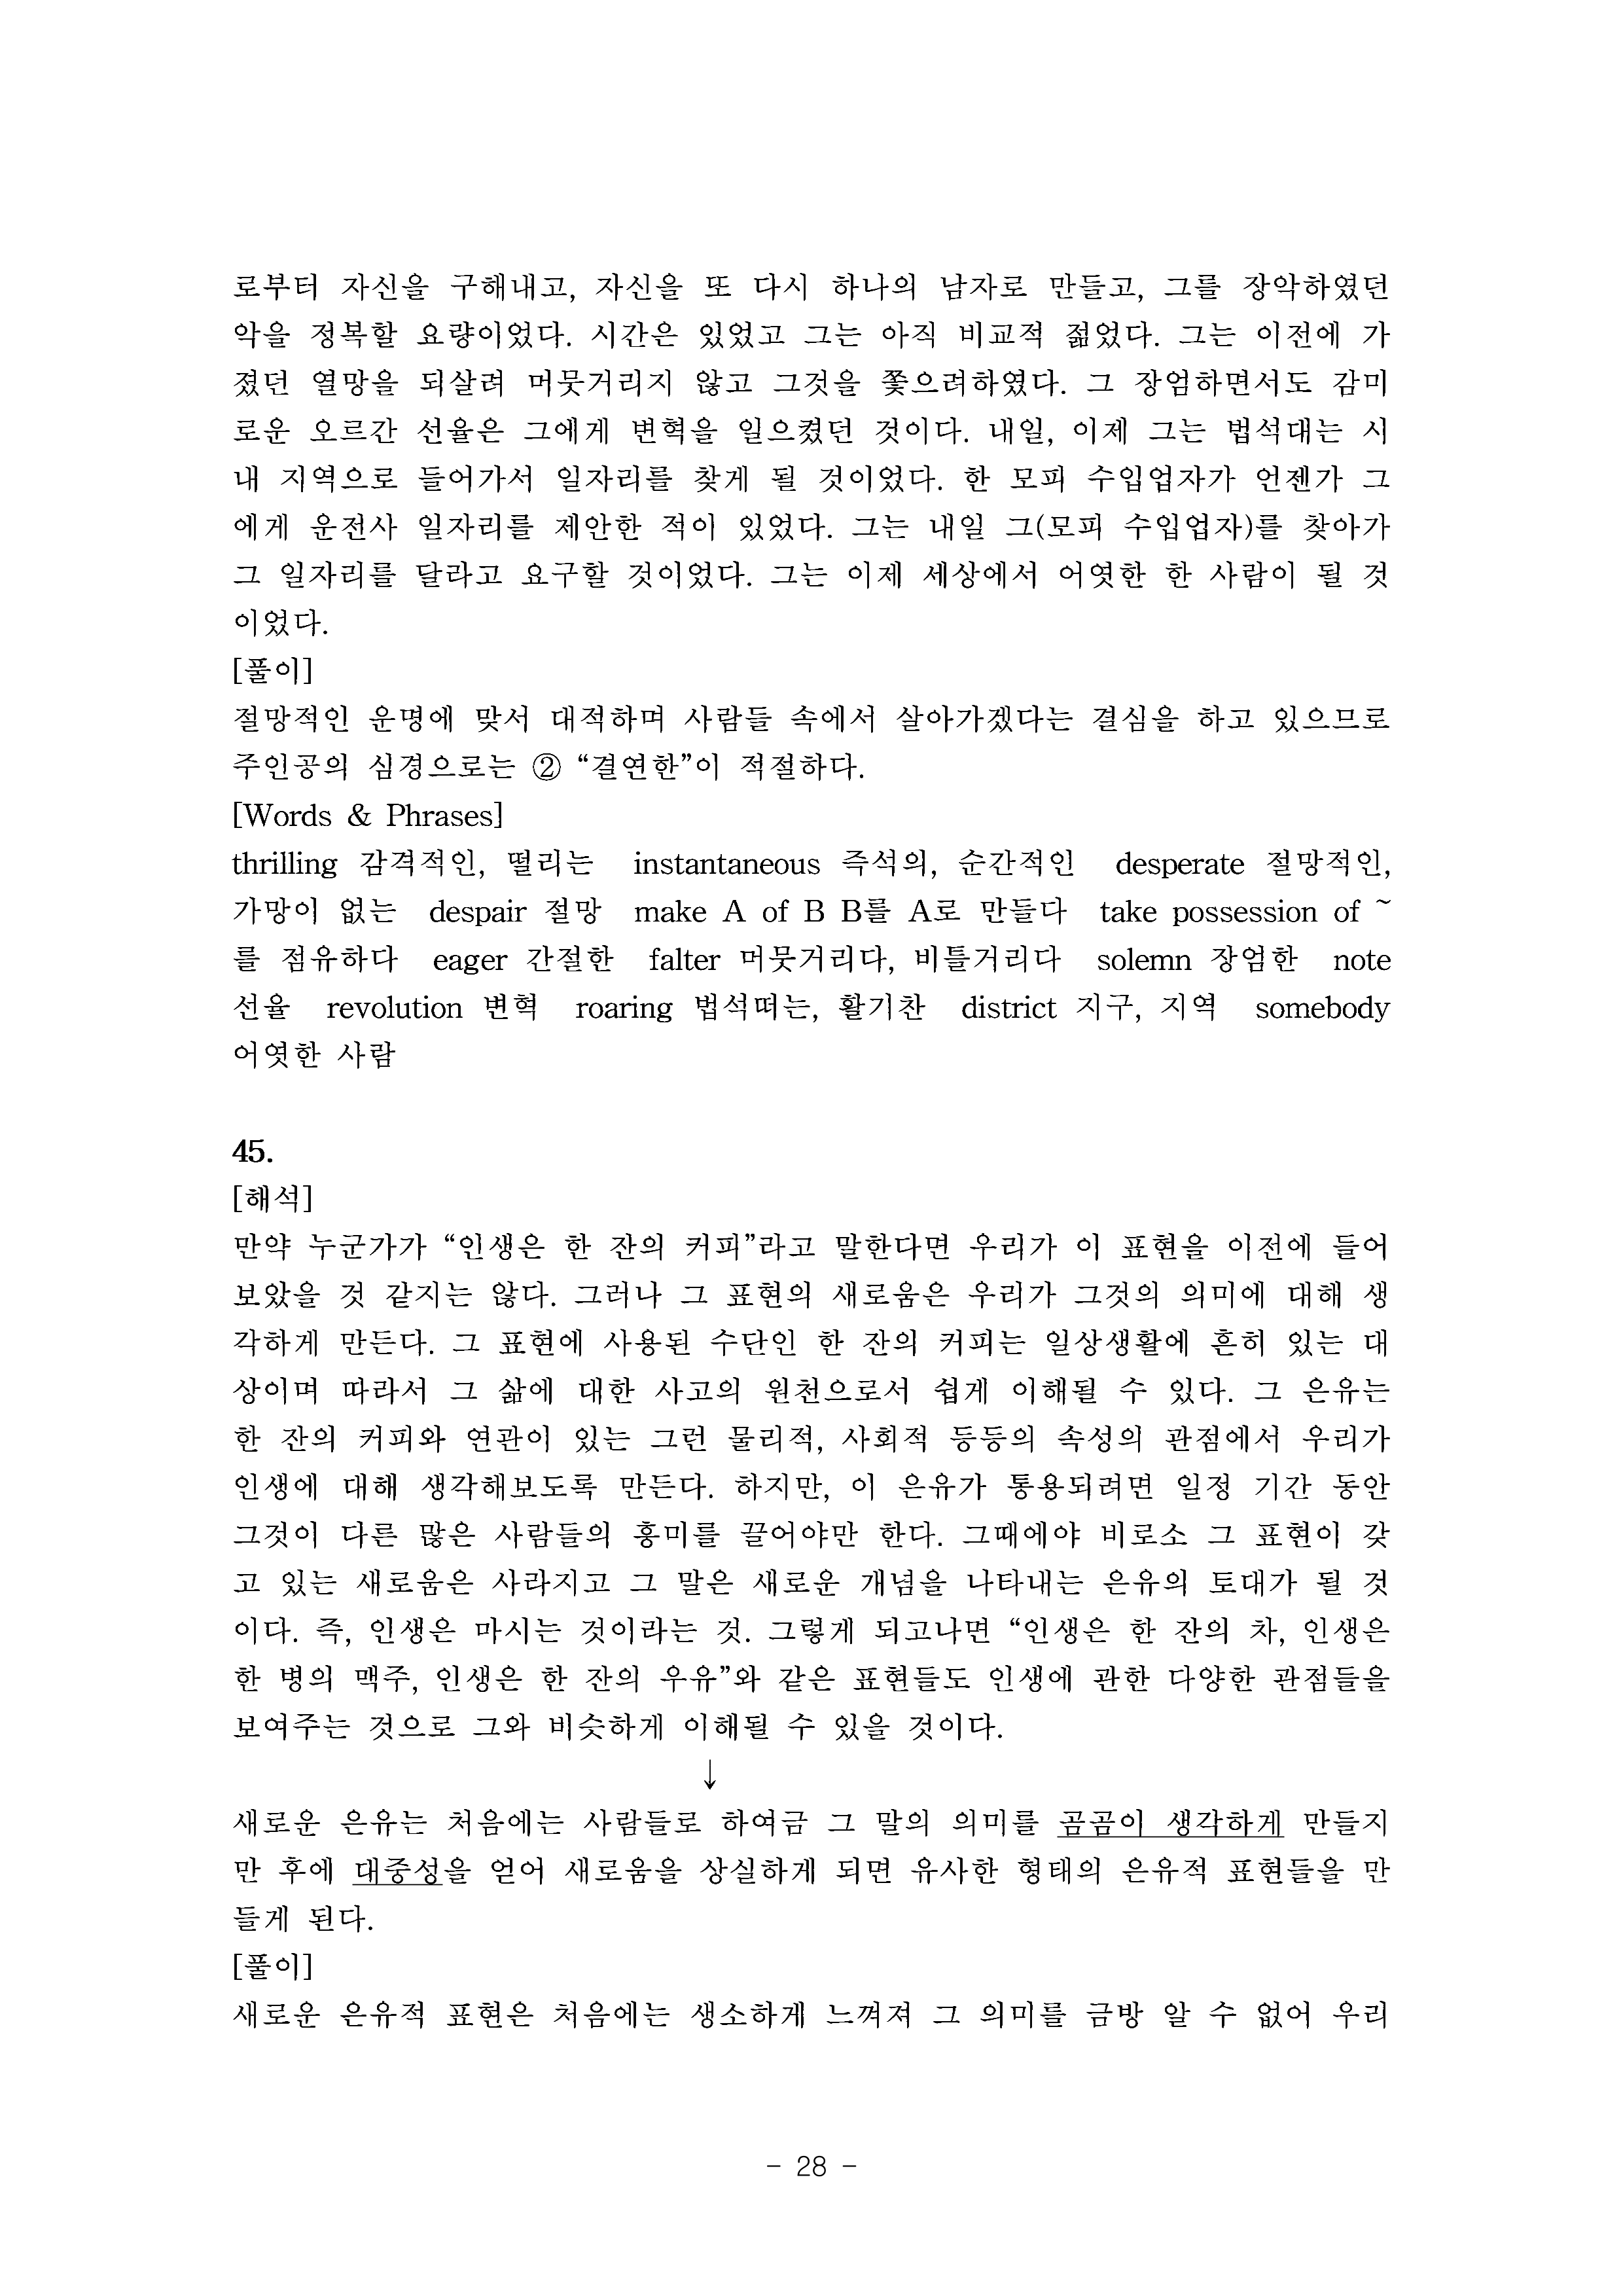 로부터 자신을 구해내고, 자신을 또 다시 하나의 남자로 만들고, 그를 장악하였던
악을 정복할 요량이었다. 시간은 있었고 그는 아직 비교적 젊었다. 그는 이전에 가
졌던 열망을 되살려 머뭇거리지 않고 그것을 쫓으려하였다. 그 장엄하면서도 감미
로운 오르간 선율은 그에게 변혁을 일으켰던 것이다. 내일, 이제 그는 법석대는 시
내 지역으로 들어가서 일자리를 찾게 될 것이었다. 한 모피 수입업자가 언젠가 그
에게 운전사 일자리를 제안한 적이 있었다. 그는 내일 그(모피 수입업자)를 찾아가
그 일자리를 달라고 요구할 것이었다. 그는 이제 세상에서 어엿한 한 사람이 될 것
이었다.
[풀이]
절망적인 운명에 맞서 대적하며 사람들 속에서 살아가겠다는 결심을 하고 있으므로
주인공의 심경으로는 ② “결연한”이 적절하다.
[Words & Phrases]
thrilling 감격적인, 떨리는 instantaneous 즉석의, 순간적인 desperate 절망적인,
가망이 없는 despair 절망 make A of B B를 A로 만들다 take possession of ~
를 점유하다 eager 간절한 falter 머뭇거리다, 비틀거리다 solemn 장엄한 note
선율 revolution 변혁 roaring 법석떠는, 활기찬 district 지구, 지역 somebody
어엿한 사람
45.
[해석]
만약 누군가가 “인생은 한 잔의 커피”라고 말한다면 우리가 이 표현을 이전에 들어
보았을 것 같지는 않다. 그러나 그 표현의 새로움은 우리가 그것의 의미에 대해 생
각하게 만든다. 그 표현에 사용된 수단인 한 잔의 커피는 일상생활에 흔히 있는 대
상이며 따라서 그 삶에 대한 사고의 원천으로서 쉽게 이해될 수 있다. 그 은유는
한 잔의 커피와 연관이 있는 그런 물리적, 사회적 등등의 속성의 관점에서 우리가
인생에 대해 생각해보도록 만든다. 하지만, 이 은유가 통용되려면 일정 기간 동안
그것이 다른 많은 사람들의 흥미를 끌어야만 한다. 그때에야 비로소 그 표현이 갖
고 있는 새로움은 사라지고 그 말은 새로운 개념을 나타내는 은유의 토대가 될 것
이다. 즉, 인생은 마시는 것이라는 것. 그렇게 되고나면 “인생은 한 잔의 차, 인생은
한 병의 맥주, 인생은 한 잔의 우유”와 같은 표현들도 인생에 관한 다양한 관점들을
보여주는 것으로 그와 비슷하게 이해될 수 있을 것이다.
↓
새로운 은유는 처음에는 사람들로 하여금 그 말의 의미를 곰곰이 생각하게 만들지
만 후에 대중성을 얻어 새로움을 상실하게 되면 유사한 형태의 은유적 표현들을 만
들게 된다.
[풀이]
새로운 은유적 표현은 처음에는 생소하게 느껴져 그 의미를 금방 알 수 없어 우리
- 28 -